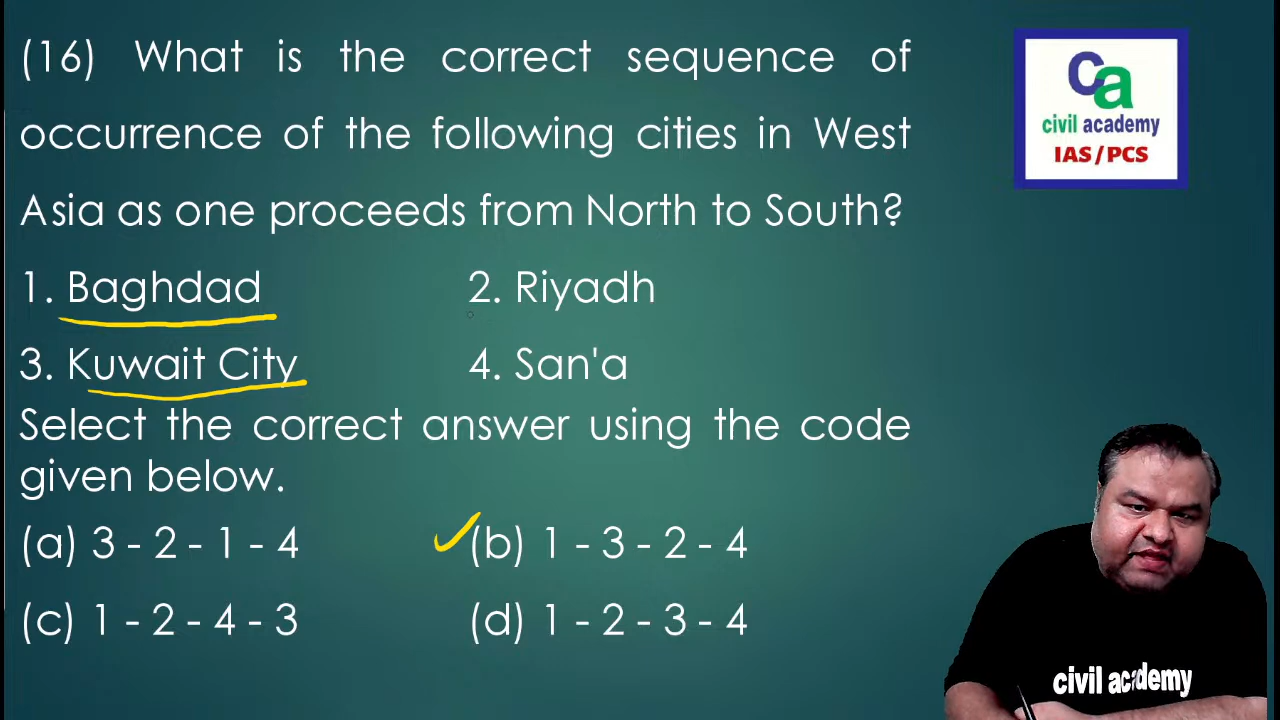 (16) What is the correct sequence of
occurrence of the following cities in West
Asia as one proceeds from North to South?
1. Baghdad 2. Riyadh
3. Kuwait City 4. San'a
Select the correct answer using the code
given below.
(a) 3 - 2 - 1 - 4 (b) 1 - 3 - 2 - 4
(c) 1 - 2 - 4 - 3 (d) 1 - 2 - 3 - 4
ca
civil academy
IAS/PCS
civil academy